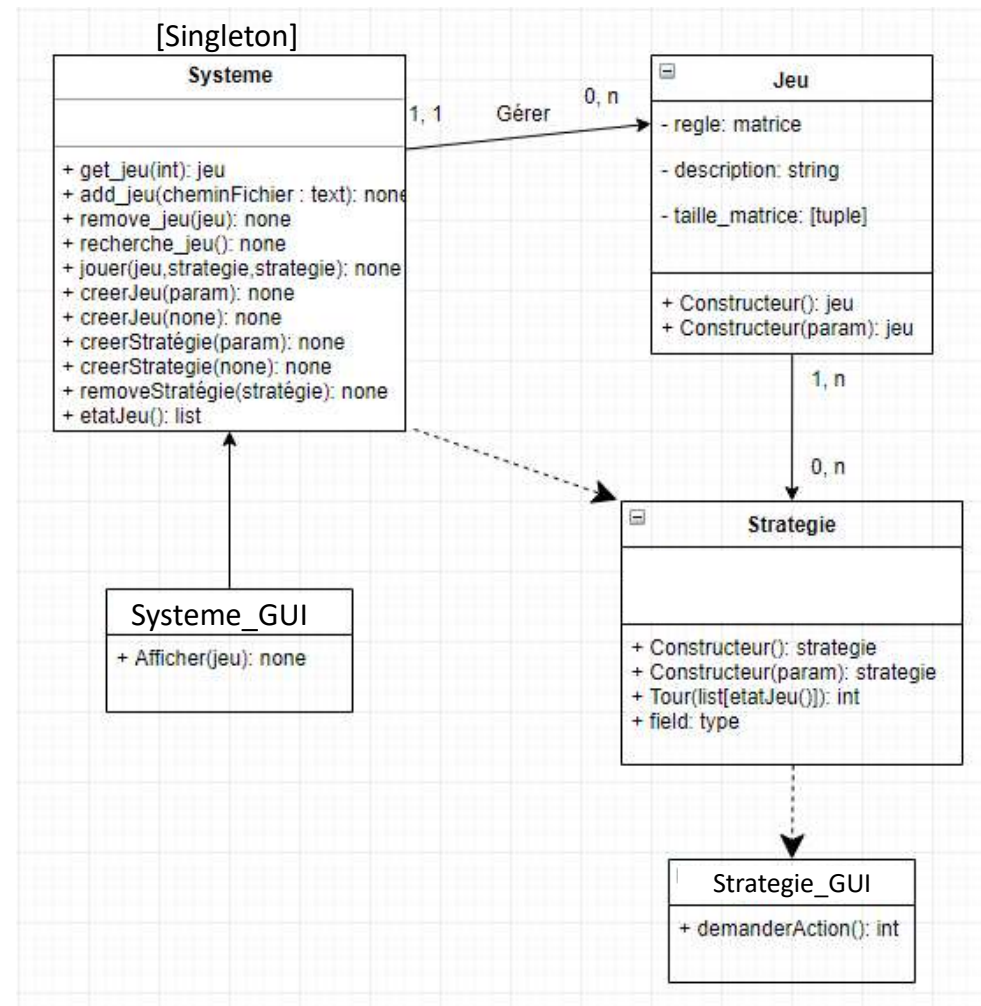 [Singleton]
Systeme
+ get_jeu(int): jeu
+ add_jeu(cheminFichier : text): none
+ remove_jeu(jeu): none
+ recherche_jeu(): none
+ jouer(jeu,strategie,strategie): none
+ creerJeu(param): none
+ creerJeu(none): none
+ creerStratégie(param): none
+ creerStrategie(none): none
+ removeStratégie(stratégie): none
+ etatJeu(): list
1, 1
Gérer
0, n
Jeu
- regle: matrice
- description: string
- taille_matrice: [tuple]
+ Constructeur(): jeu
+ Constructeur(param): jeu
1, n
0, n
Strategie
+ Constructeur(): strategie
+ Constructeur(param): strategie
+ Tour(list[etatJeu()]): int
+ field: type
Systeme_GUI
+ Afficher(jeu): none
Strategie_GUI
+ demanderAction(): int